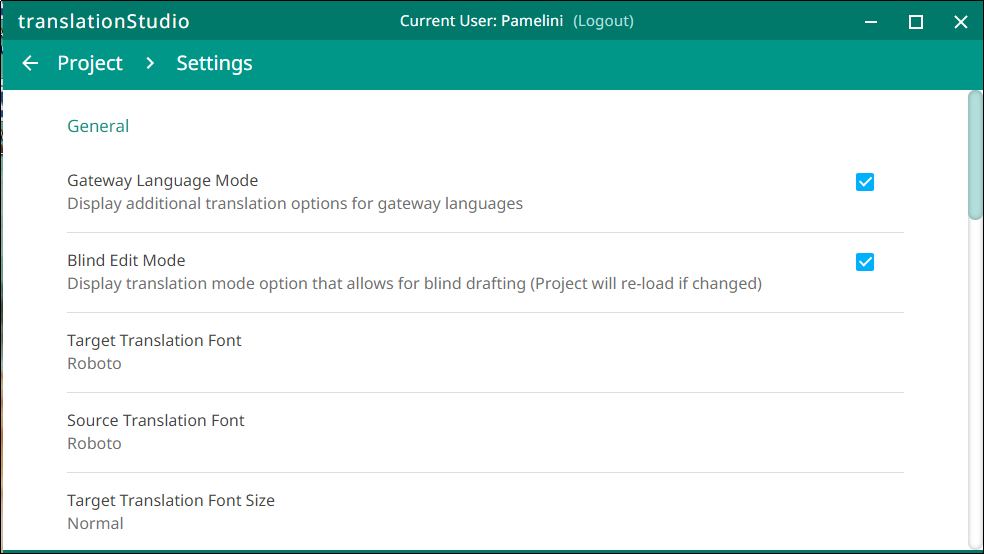 translationStudio
Current User: Pamelini (Logout)
Project
Settings
General
Gateway Language Mode
Display additional translation options for gateway languages
Blind Edit Mode
Display translation mode option that allows for blind drafting (Project will re-load if changed)
Target Translation Font
Roboto
Source Translation Font
Roboto
Target Translation Font Size
Normal